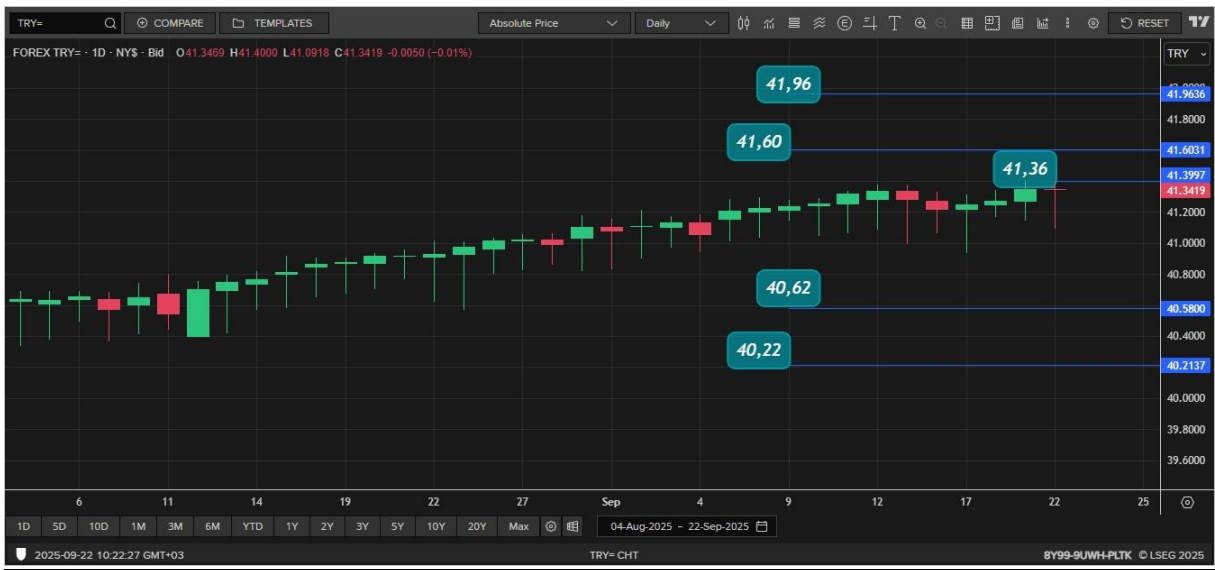 TRY=
COMPARE
TEMPLATES
Absolute Price
Daily
E
T
RESET
FOREX TRY= · 1D · NY$ · Bid O41.3469 H41.4000 L41.0918 C41.3419 -0.0050 (−0.01%)
TRY
41,96
41.9636
41.8000
41,60
41.6031
41,36
41.3997
41.3419
41.2000
41.0000
40.8000
40,62
40.5800
40.4000
40,22
40.2137
40.0000
39.8000
39.6000
6 11 14 19 22 27 Sep 4 9 12 17 22 25
1D 5D 10D 1M 3M 6M YTD 1Y 2Y 3Y 5Y 10Y 20Y Max 04-Aug-2025 - 22-Sep-2025
2025-09-22 10:22:27 GMT+03 TRY= CHT 8Y99-9UWH-PLTK © LSEG 2025